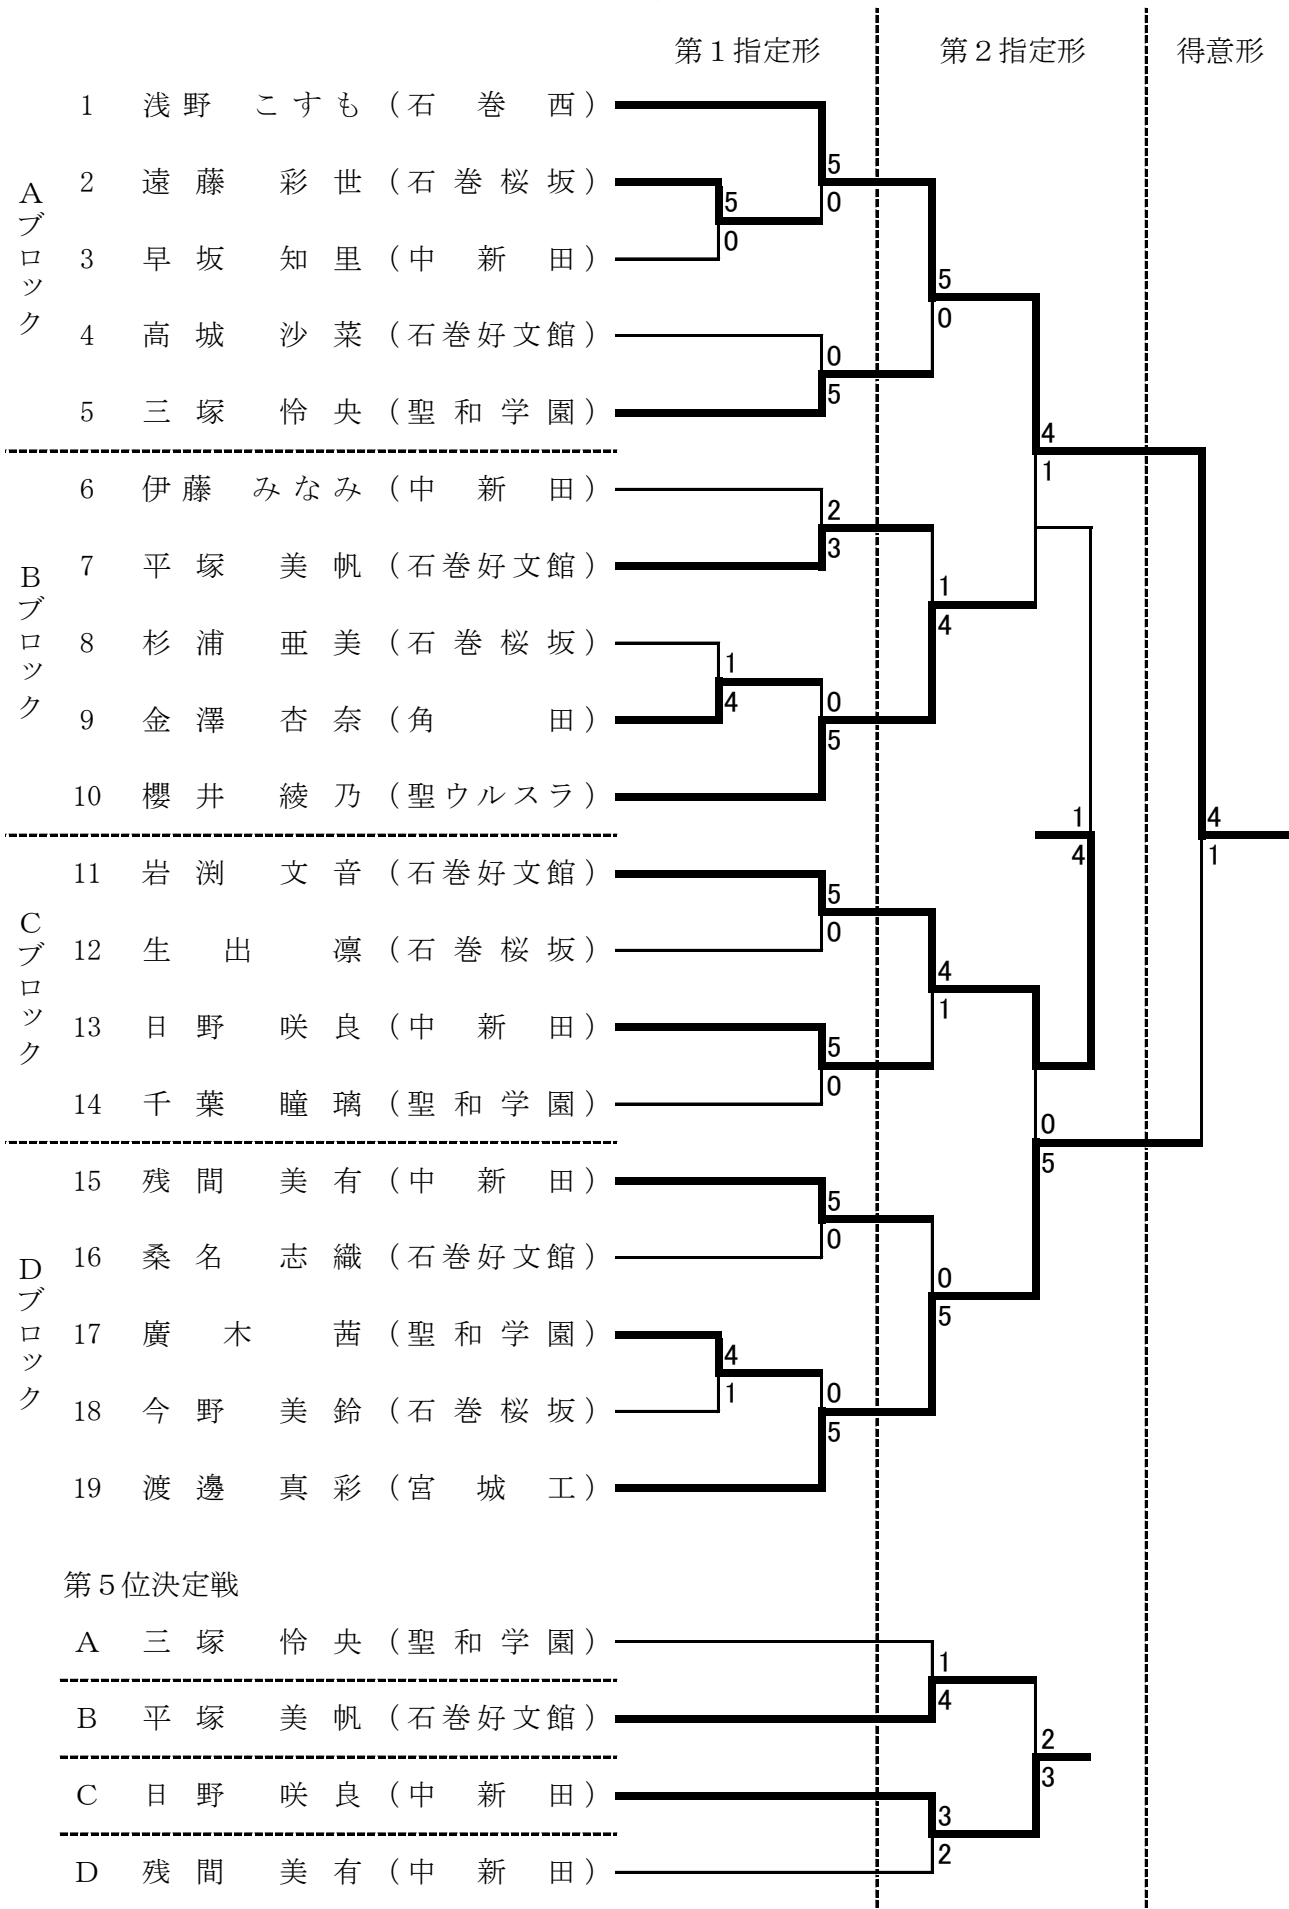 第１指定形 第２指定形 得意形
Aブロック
1 浅野 こすも (石巻西)
5
2 遠藤 彩世 (石巻桜坂)
5 0
0
3 早坂 知里 (中新田)
5
0
4 高城 沙菜 (石巻好文館)
0
5
5 三塚 怜央 (聖和学園)
4
1
Bブロック
6 伊藤 みなみ (中新田)
2
3
7 平塚 美帆 (石巻好文館)
1
4
8 杉浦 亜美 (石巻桜坂)
1
4 0
9 金澤 杏奈 (角田)
5
10 櫻井 綾乃 (聖ウルスラ)
1 4
4 1
Cブロック
11 岩渕 文音 (石巻好文館)
5
0
12 生出 凛 (石巻桜坂)
4
1
13 日野 咲良 (中新田)
5
0
14 千葉 瞳璃 (聖和学園)
0
5
Dブロック
15 残間 美有 (中新田)
5
0
16 桑名 志織 (石巻好文館)
0
5
17 廣木 茜 (聖和学園)
4
1 0
18 今野 美鈴 (石巻桜坂)
5
19 渡邊 真彩 (宮城工)
第５位決定戦
A 三塚 怜央 (聖和学園)
1
4
B 平塚 美帆 (石巻好文館)
2
3
C 日野 咲良 (中新田)
3
2
D 残間 美有 (中新田)